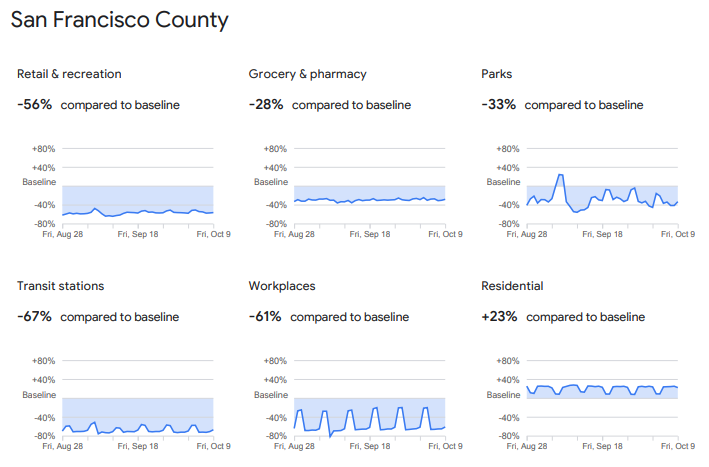 San Francisco County
Retail & recreation
-56% compared to baseline
+80%
+40%
Baseline
-40%
-80%
Fri, Aug 28 Fri, Sep 18 Fri, Oct 9
Grocery & pharmacy
-28% compared to baseline
+80%
+40%
Baseline
-40%
-80%
Fri, Aug 28 Fri, Sep 18 Fri, Oct 9
Parks
-33% compared to baseline
+80%
+40%
Baseline
-40%
-80%
Fri, Aug 28 Fri, Sep 18 Fri, Oct 9
Transit stations
-67% compared to baseline
+80%
+40%
Baseline
-40%
-80%
Fri, Aug 28 Fri, Sep 18 Fri, Oct 9
Workplaces
-61% compared to baseline
+80%
+40%
Baseline
-40%
-80%
Fri, Aug 28 Fri, Sep 18 Fri, Oct 9
Residential
+23% compared to baseline
+80%
+40%
Baseline
-40%
-80%
Fri, Aug 28 Fri, Sep 18 Fri, Oct 9